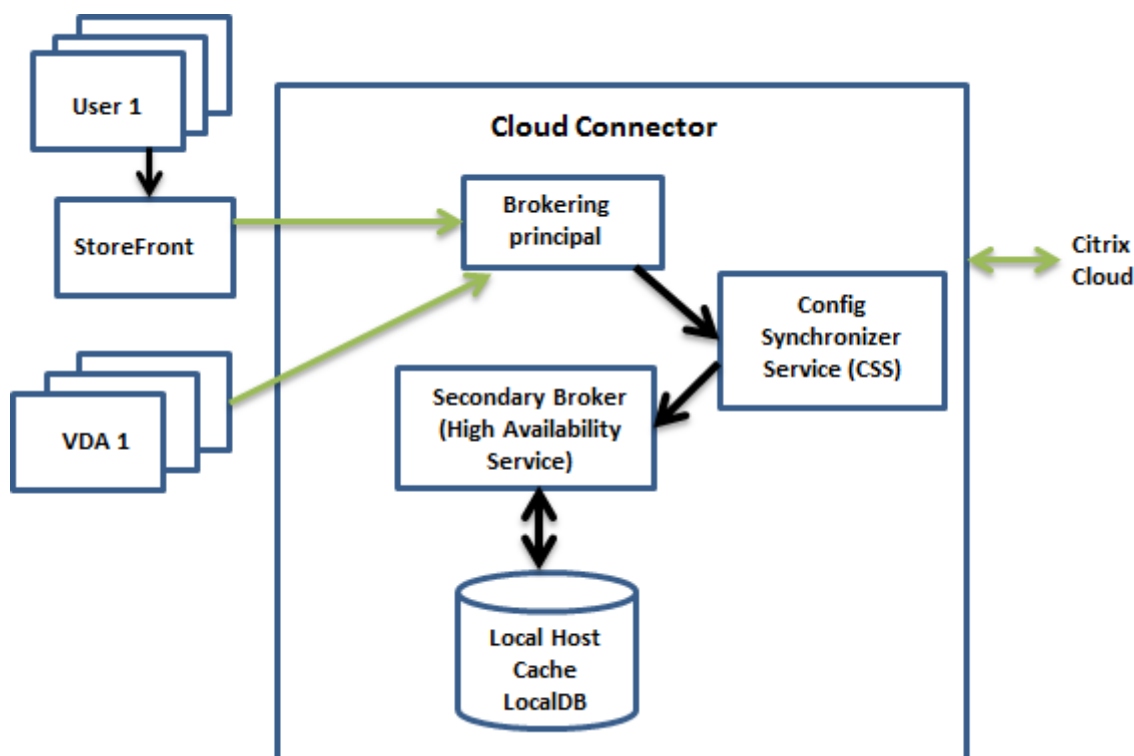 User 1
StoreFront
VDA 1
Cloud Connector
Brokering
principal
Config
Synchronizer
Service (CSS)
Secondary Broker
(High Availability
Service)
Local Host
Cache
LocalDB
Citrix
Cloud